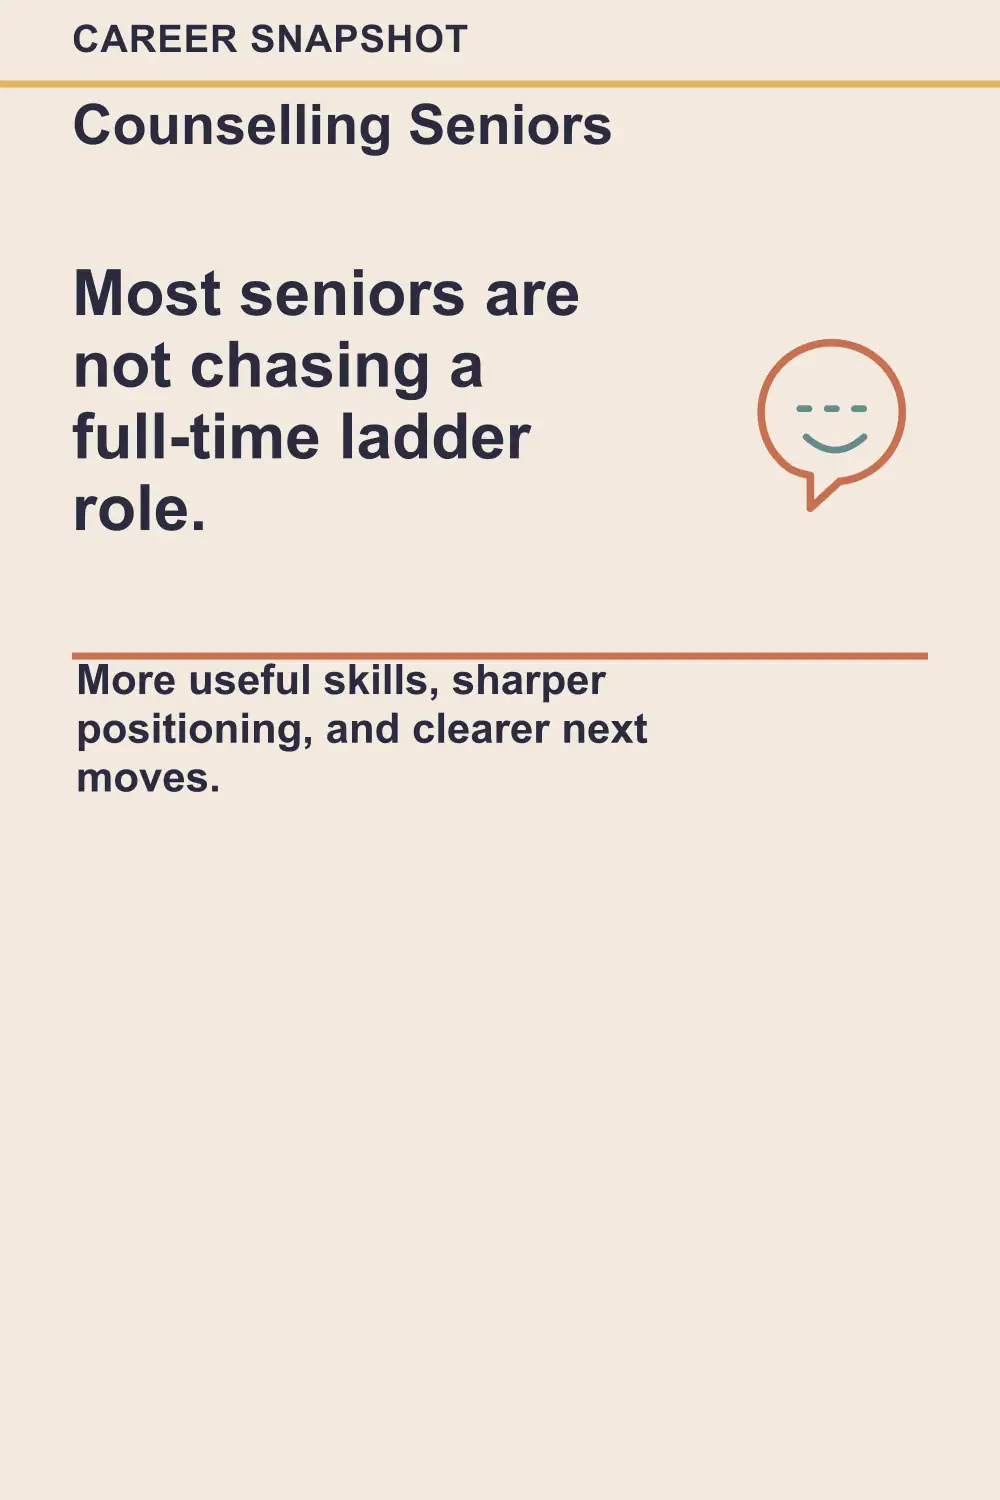 CAREER SNAPSHOT
Counselling Seniors
Most seniors are
not chasing a
full-time ladder
role.
More useful skills, sharper
positioning, and clearer next
moves.